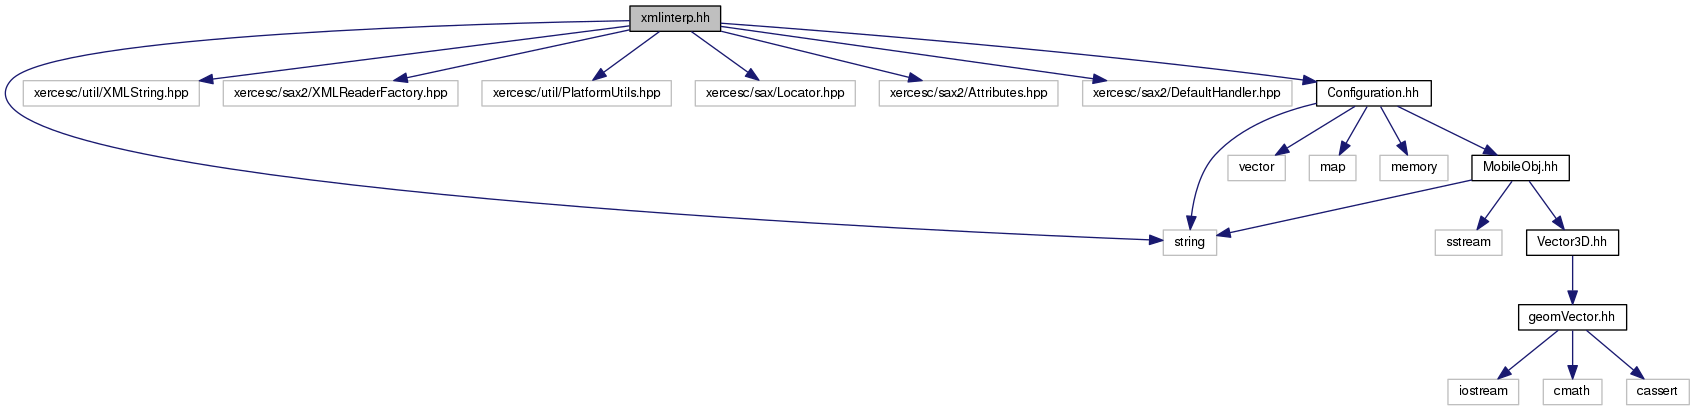 xmlinterp.hh
xercesc/util/XMLString.hpp
xercesc/sax2/XMLReaderFactory.hpp
xercesc/util/PlatformUtils.hpp
xercesc/sax/Locator.hpp
xercesc/sax2/Attributes.hpp
xercesc/sax2/DefaultHandler.hpp
Configuration.hh
vector
map
memory
MobileObj.hh
string
sstream
Vector3D.hh
geomVector.hh
iostream
cmath
cassert